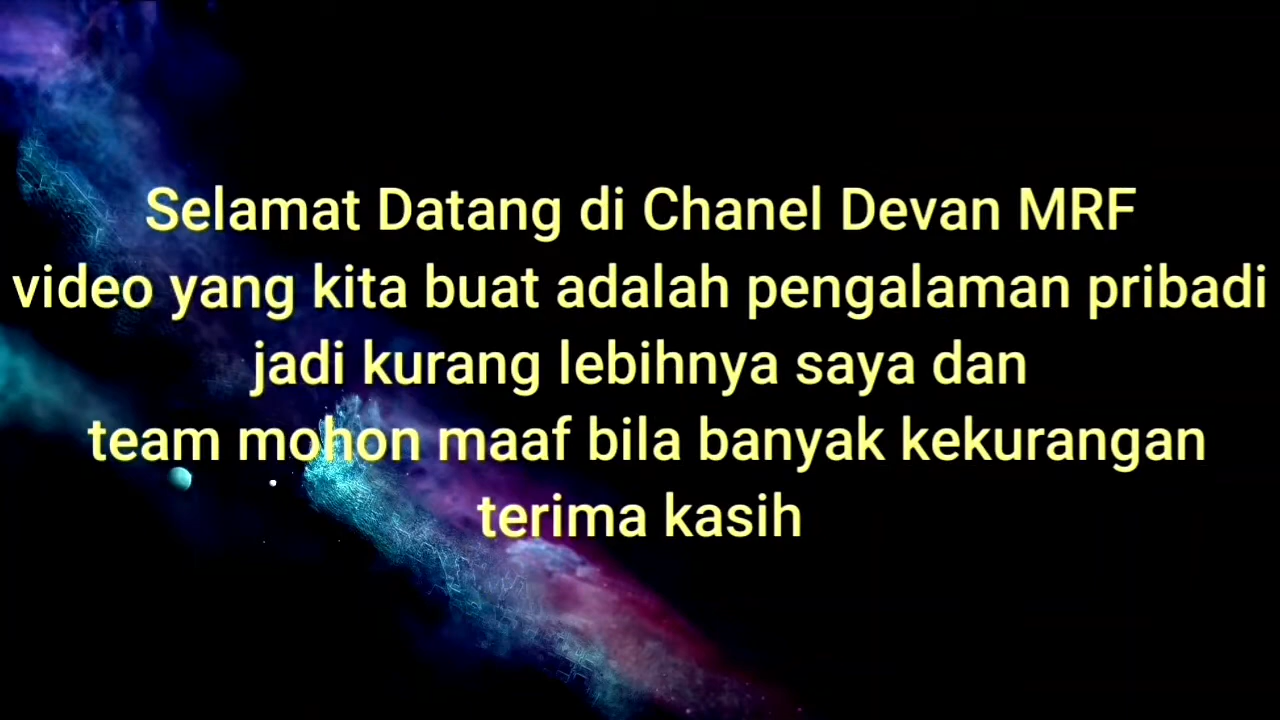 Selamat Datang di Chanel Devan MRF
video yang kita buat adalah pengalaman pribadi
jadi kurang lebihnya saya dan
team mohon maaf bila banyak kekurangan
terima kasih